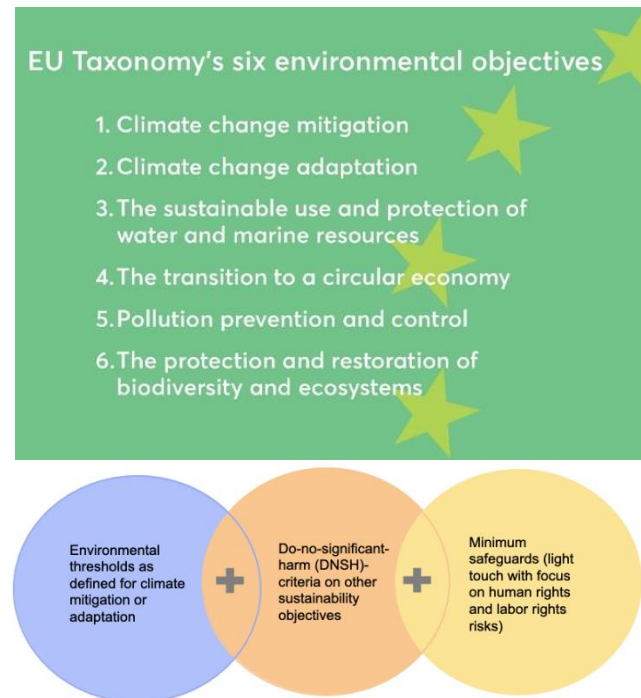 EU Taxonomy's six environmental objectives
1. Climate change mitigation
2. Climate change adaptation
3. The sustainable use and protection of
water and marine resources
4. The transition to a circular economy
5. Pollution prevention and control
6. The protection and restoration of
biodiversity and ecosystems
Environmental
thresholds as
defined for climate
mitigation or
adaptation
+
Do-no-significant-
harm (DNSH)-
criteria on other
sustainability
objectives
+
Minimum
safeguards (light
touch with focus
on human rights
and labor rights
risks)